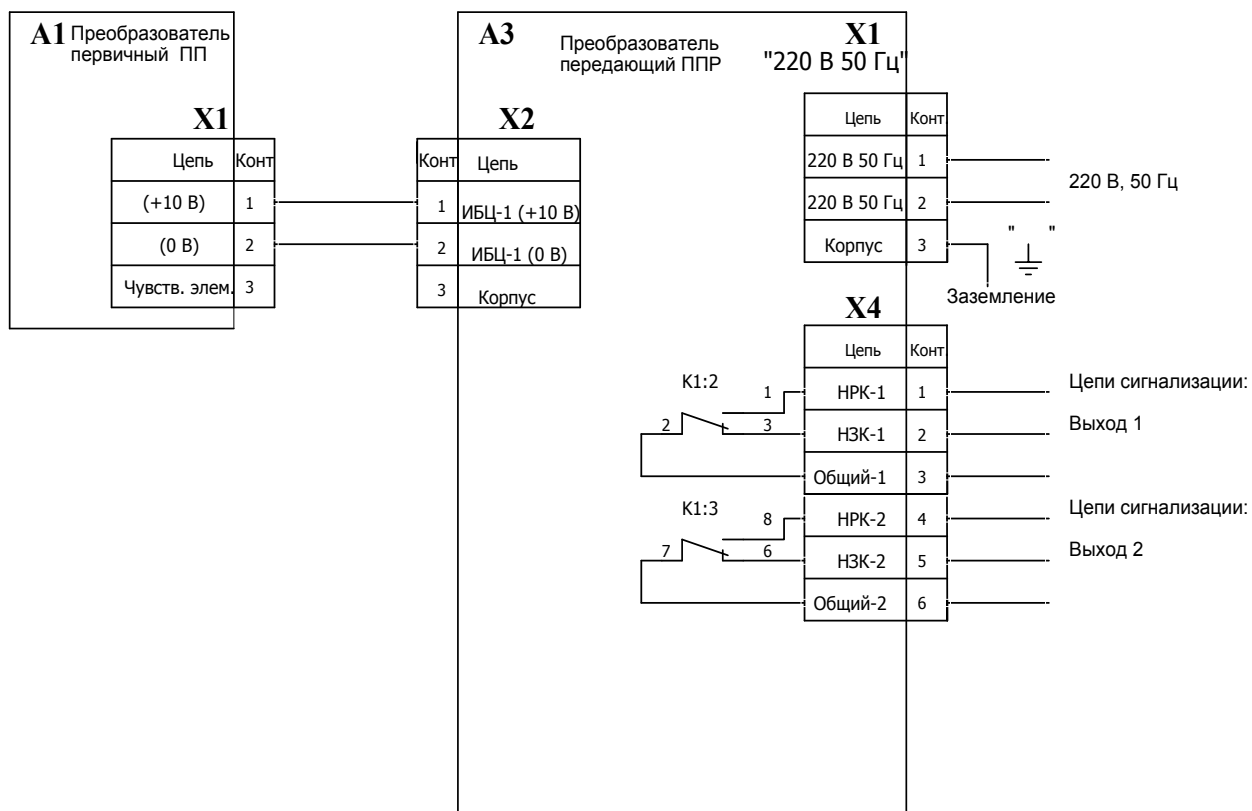 A1 Преобразователь
первичный ПП
X1
Цепь Конт
(+10 В) 1
(0 В) 2
Чувств. элем. 3
A3 Преобразователь
передающий ППР
X2
Конт Цепь
1 ИБЦ-1 (+10 В)
2 ИБЦ-1 (0 В)
3 Корпус
X1
"220 В 50 Гц"
Цепь Конт.
220 В 50 Гц 1
220 В 50 Гц 2
Корпус 3
220 В, 50 Гц
" "
Заземление
X4
Цепь Конт.
НРК-1 1
НЗК-1 2
Общий-1 3
НРК-2 4
НЗК-2 5
Общий-2 6
K1:2
1
2 3
K1:3
8
7 6
Цепи сигнализации:
Выход 1
Цепи сигнализации:
Выход 2